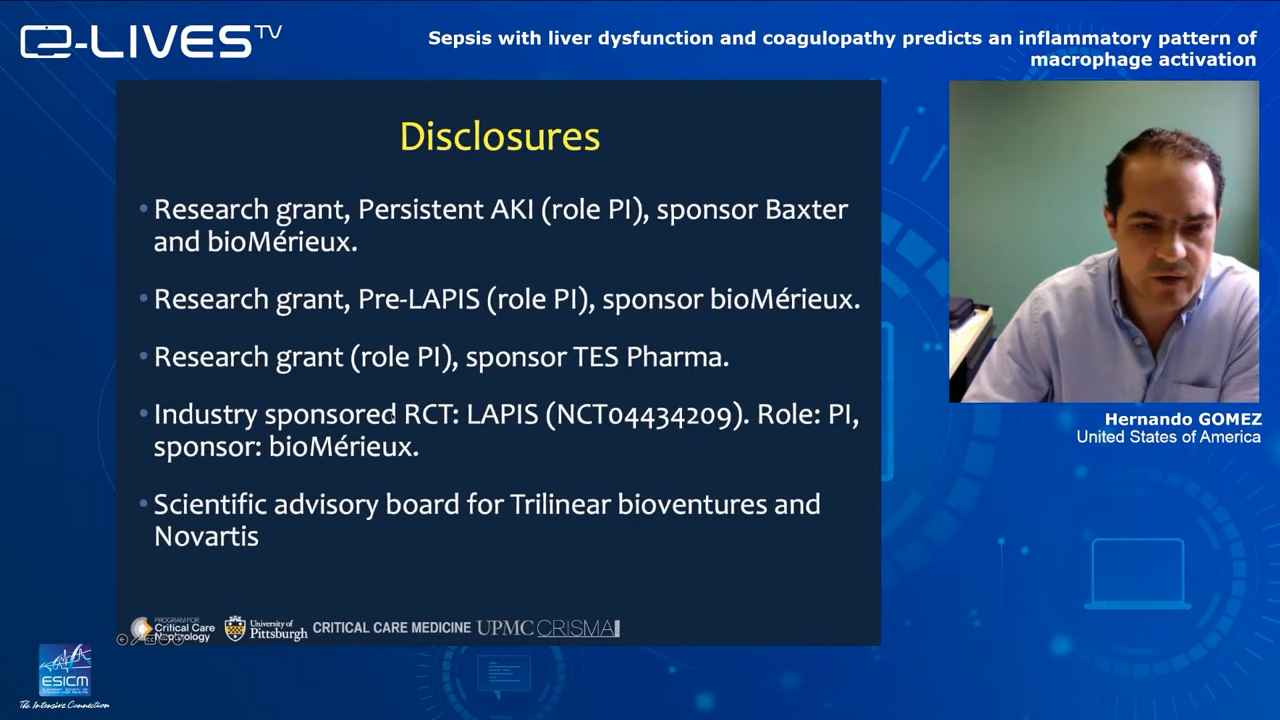 e-LIVES TV
Sepsis with liver dysfunction and coagulopathy predicts an inflammatory pattern of
macrophage activation
Disclosures
• Research grant, Persistent AKI (role PI), sponsor Baxter
and bioMérieux.
• Research grant, Pre-LAPIS (role PI), sponsor bioMérieux.
• Research grant (role PI), sponsor TES Pharma.
• Industry sponsored RCT: LAPIS (NCT04434209). Role: PI,
sponsor: bioMérieux.
• Scientific advisory board for Trilinear bioventures and
Novartis
Hernando GOMEZ
United States of America
PROGRAM FOR
Critical Care
Nephrology
University of
Pittsburgh
CRITICAL CARE MEDICINE
UPMC
CRISMA
ESICM
The Intensive Connection